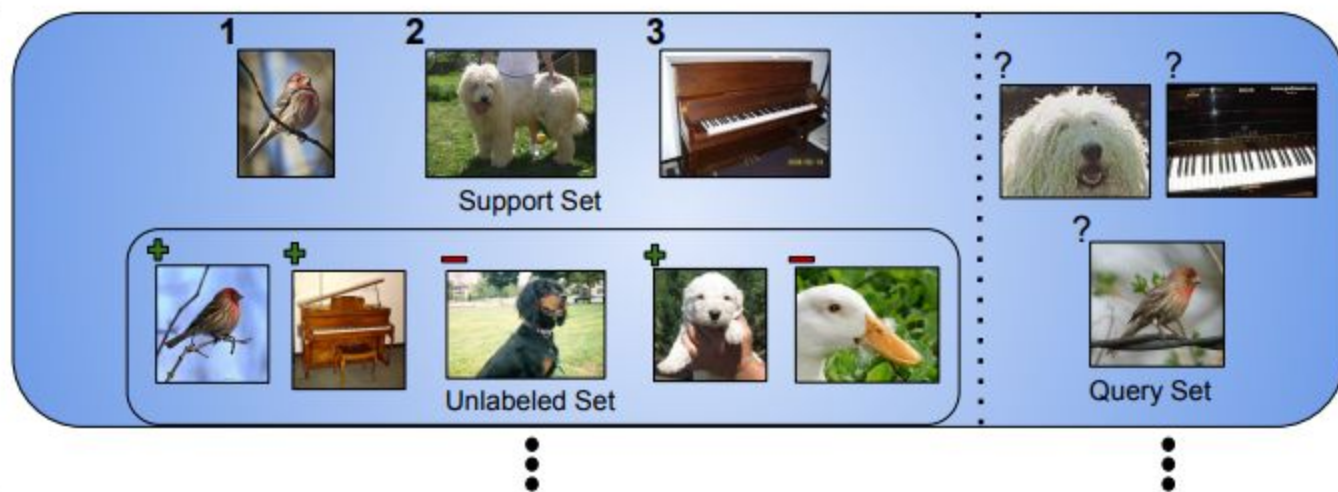 1 2 3
? ?
Support Set
?
+ + − + −
Unlabeled Set
Query Set